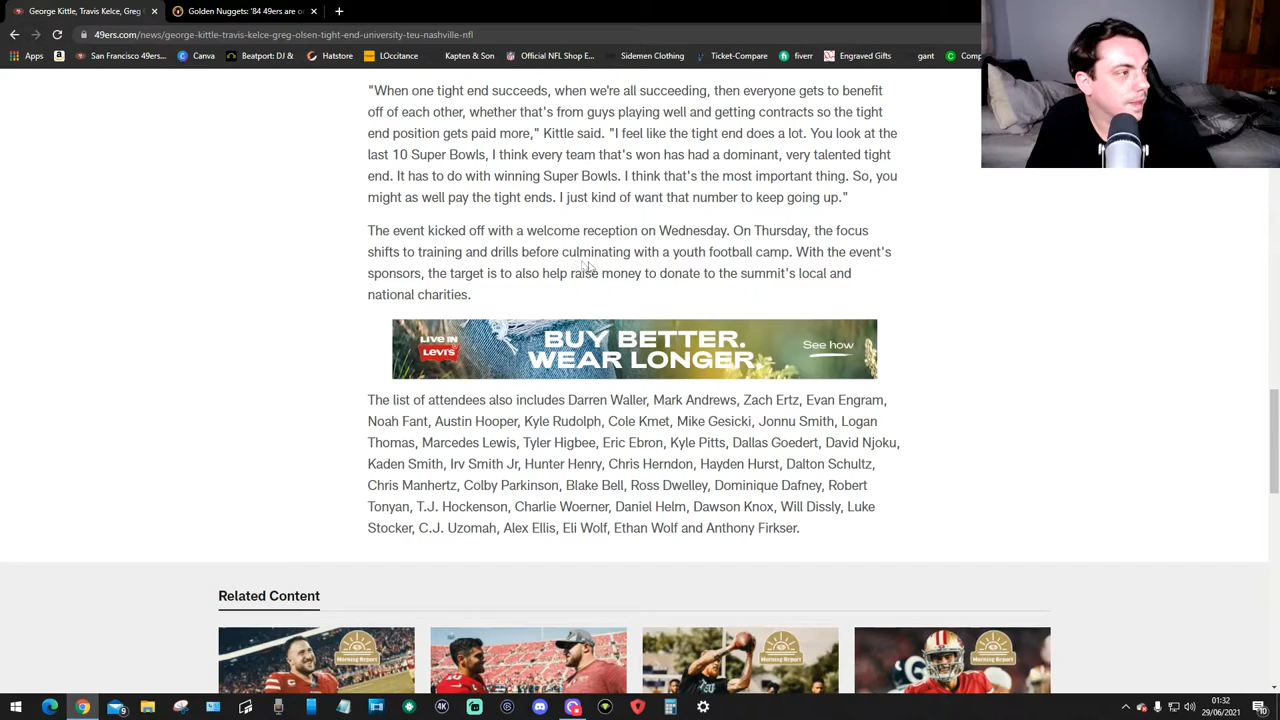 George Kittle, Travis Kelce, Greg
Golden Nuggets: '84 49ers are or
49ers.com/news/george-kittle-travis-kelce-greg-olsen-tight-end-university-teu-nashville-nfl
Apps San Francisco 49ers... Canva Beatport: DJ & Hatstore LOccitance Kapten & Son Official NFL Shop E... Sidemen Clothing Ticket-Compare fiverr Engraved Gifts gant Comp
"When one tight end succeeds, when we're all succeeding, then everyone gets to benefit
off of each other, whether that's from guys playing well and getting contracts so the tight
end position gets paid more," Kittle said. "I feel like the tight end does a lot. You look at the
last 10 Super Bowls, I think every team that's won has had a dominant, very talented tight
end. It has to do with winning Super Bowls. I think that's the most important thing. So, you
might as well pay the tight ends. I just kind of want that number to keep going up."
The event kicked off with a welcome reception on Wednesday. On Thursday, the focus
shifts to training and drills before culminating with a youth football camp. With the event's
sponsors, the target is to also help raise money to donate to the summit's local and
national charities.
LIVE IN
LEVI'S
BUY BETTER.
WEAR LONGER.
See how
The list of attendees also includes Darren Waller, Mark Andrews, Zach Ertz, Evan Engram,
Noah Fant, Austin Hooper, Kyle Rudolph, Cole Kmet, Mike Gesicki, Jonnu Smith, Logan
Thomas, Marcedes Lewis, Tyler Higbee, Eric Ebron, Kyle Pitts, Dallas Goedert, David Njoku,
Kaden Smith, Irv Smith Jr, Hunter Henry, Chris Herndon, Hayden Hurst, Dalton Schultz,
Chris Manhertz, Colby Parkinson, Blake Bell, Ross Dwelley, Dominique Dafney, Robert
Tonyan, T.J. Hockenson, Charlie Woerner, Daniel Helm, Dawson Knox, Will Dissly, Luke
Stocker, C.J. Uzomah, Alex Ellis, Eli Wolf, Ethan Wolf and Anthony Firkser.
Related Content
Morning Report
Morning Report
Morning Report
01:32
29/06/2021